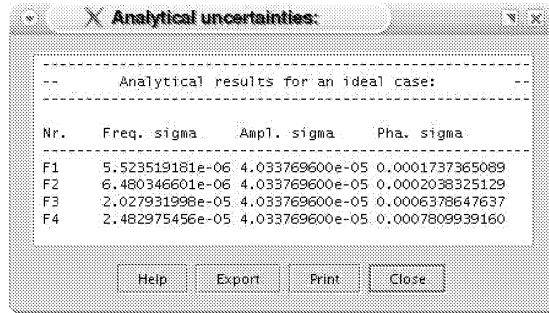 Analytical uncertainties:
-- Analytical results for an ideal case: --
Nr. Freq. sigma Ampl. sigma Pha. sigma
F1 5.523519181e-06 4.033769600e-05 0.0001737365089
F2 6.480346601e-06 4.033769600e-05 0.0002038325129
F3 2.027931998e-05 4.033769600e-05 0.0006378647637
F4 2.482975456e-05 4.033769600e-05 0.0007809939160
Help Export Print Close